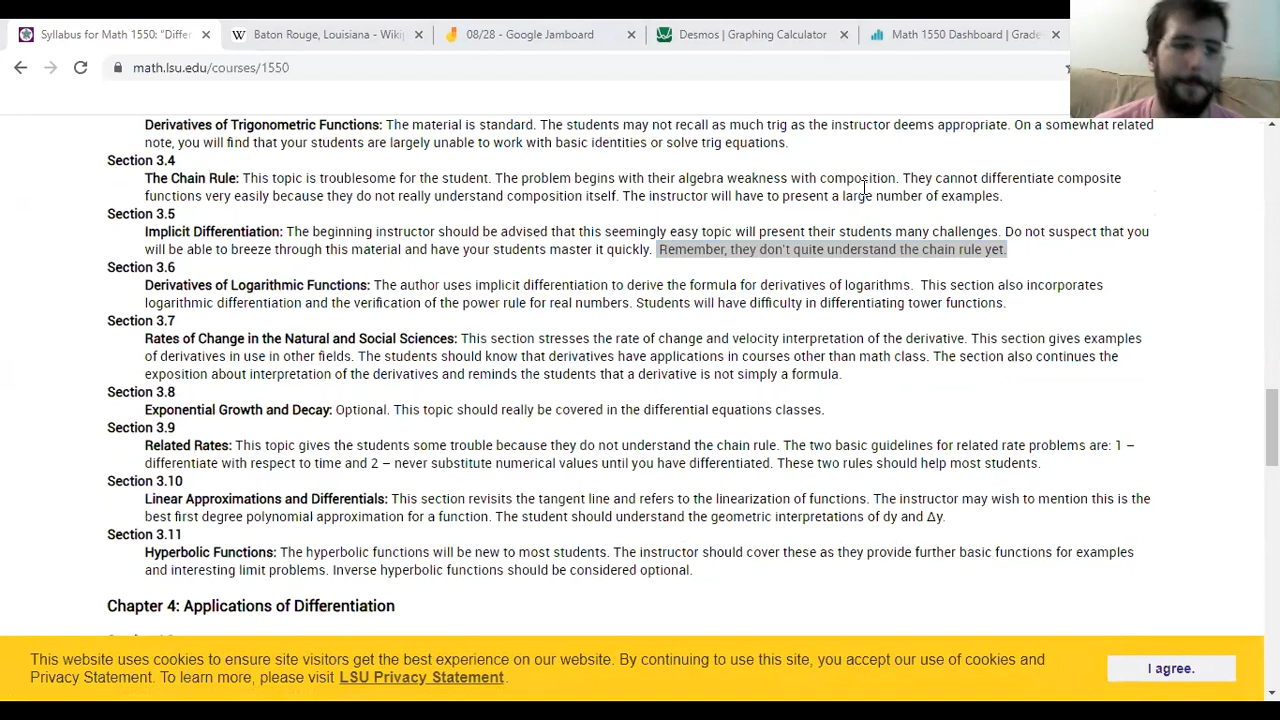 Syllabus for Math 1550: "Differ
Baton Rouge, Louisiana - Wikip
08/28 - Google Jamboard
Desmos | Graphing Calculator
Math 1550 Dashboard | Grade
math.lsu.edu/courses/1550
Derivatives of Trigonometric Functions: The material is standard. The students may not recall as much trig as the instructor deems appropriate. On a somewhat related
note, you will find that your students are largely unable to work with basic identities or solve trig equations.
Section 3.4
The Chain Rule: This topic is troublesome for the student. The problem begins with their algebra weakness with composition. They cannot differentiate composite
functions very easily because they do not really understand composition itself. The instructor will have to present a large number of examples.
Section 3.5
Implicit Differentiation: The beginning instructor should be advised that this seemingly easy topic will present their students many challenges. Do not suspect that you
will be able to breeze through this material and have your students master it quickly. Remember, they don't quite understand the chain rule yet.
Section 3.6
Derivatives of Logarithmic Functions: The author uses implicit differentiation to derive the formula for derivatives of logarithms. This section also incorporates
logarithmic differentiation and the verification of the power rule for real numbers. Students will have difficulty in differentiating tower functions.
Section 3.7
Rates of Change in the Natural and Social Sciences: This section stresses the rate of change and velocity interpretation of the derivative. This section gives examples
of derivatives in use in other fields. The students should know that derivatives have applications in courses other than math class. The section also continues the
exposition about interpretation of the derivatives and reminds the students that a derivative is not simply a formula.
Section 3.8
Exponential Growth and Decay: Optional. This topic should really be covered in the differential equations classes.
Section 3.9
Related Rates: This topic gives the students some trouble because they do not understand the chain rule. The two basic guidelines for related rate problems are: 1 –
differentiate with respect to time and 2 – never substitute numerical values until you have differentiated. These two rules should help most students.
Section 3.10
Linear Approximations and Differentials: This section revisits the tangent line and refers to the linearization of functions. The instructor may wish to mention this is the
best first degree polynomial approximation for a function. The student should understand the geometric interpretations of dy and Δy.
Section 3.11
Hyperbolic Functions: The hyperbolic functions will be new to most students. The instructor should cover these as they provide further basic functions for examples
and interesting limit problems. Inverse hyperbolic functions should be considered optional.
Chapter 4: Applications of Differentiation
This website uses cookies to ensure site visitors get the best experience on our website. By continuing to use this site, you accept our use of cookies and
Privacy Statement. To learn more, please visit LSU Privacy Statement.
I agree.